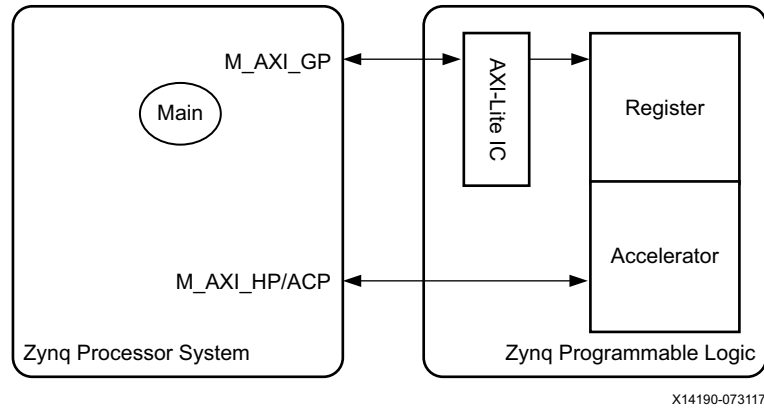 M_AXI_GP
Main
AXI-Lite IC
Register
Accelerator
M_AXI_HP/ACP
Zynq Processor System
Zynq Programmable Logic
X14190-073117